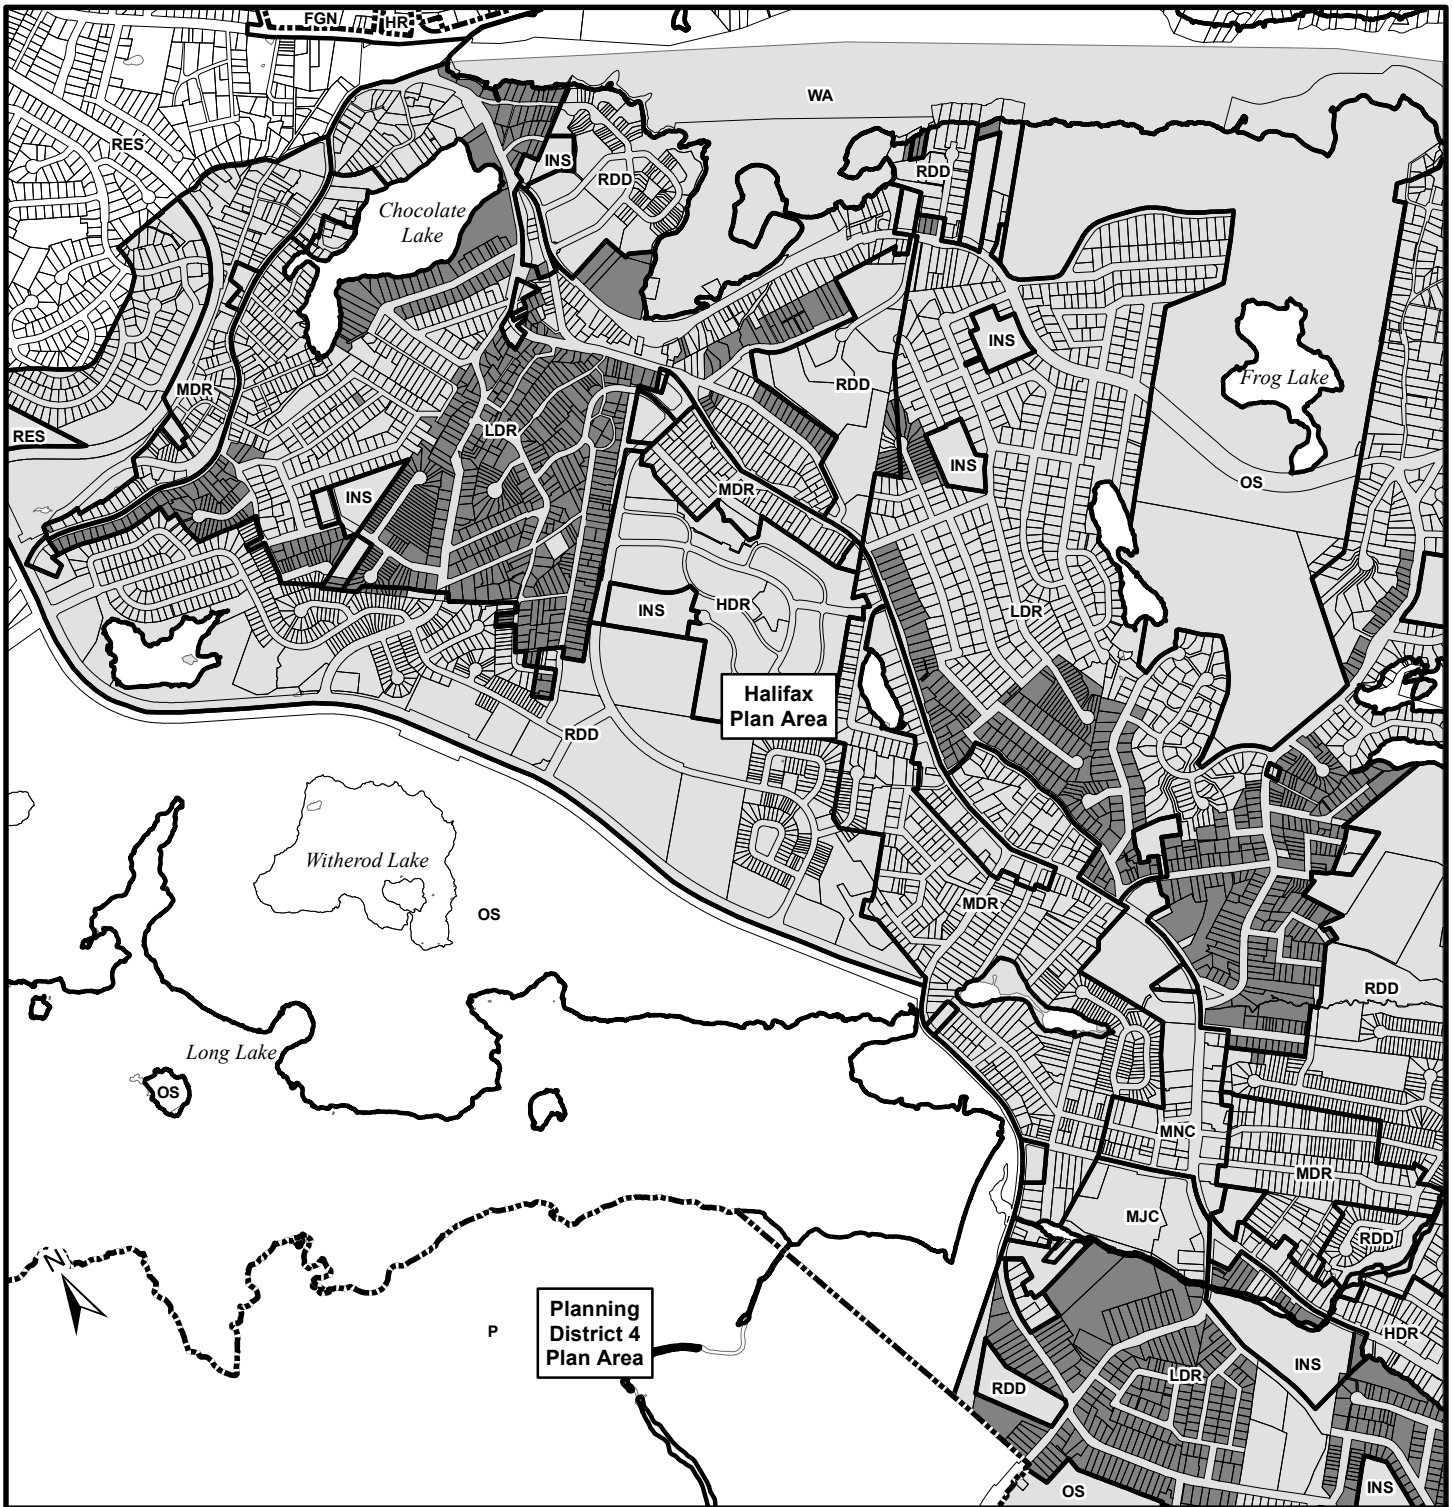 FGN
HR
WA
RES
INS
RDD
RDD
Chocolate
Lake
INS
Frog Lake
RDD
MDR
RES
LDR
INS
INS
MDR
OS
INS
HDR
LDR
Halifax
Plan Area
RDD
Witherod Lake
OS
MDR
RDD
Long Lake
OS
MNC
MDR
MJC
RDD
N
Planning
District 4
Plan Area
P
HDR
INS
LDR
RDD
OS
INS